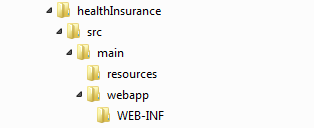 healthInsurance
src
main
resources
webapp
WEB-INF